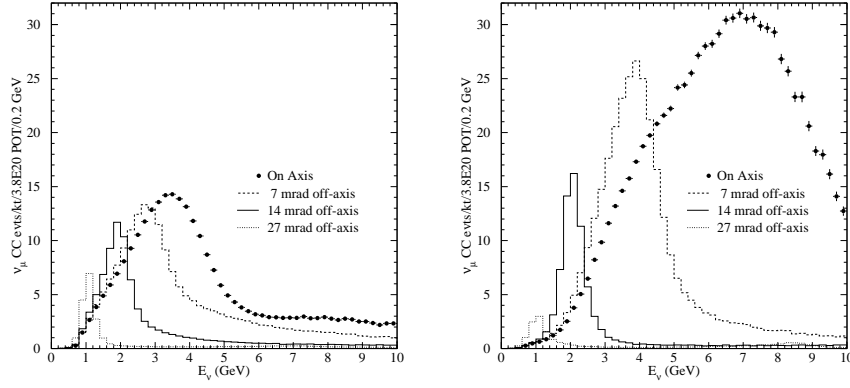 30
25
20
15
10
5
0
ν_μ CC evts/kt/3.8E20 POT/0.2 GeV
On Axis
7 mrad off-axis
14 mrad off-axis
27 mrad off-axis
0 1 2 3 4 5 6 7 8 9 10
E_ν (GeV)
30
25
20
15
10
5
0
ν_μ CC evts/kt/3.8E20 POT/0.2 GeV
On Axis
7 mrad off-axis
14 mrad off-axis
27 mrad off-axis
0 1 2 3 4 5 6 7 8 9 10
E_ν (GeV)